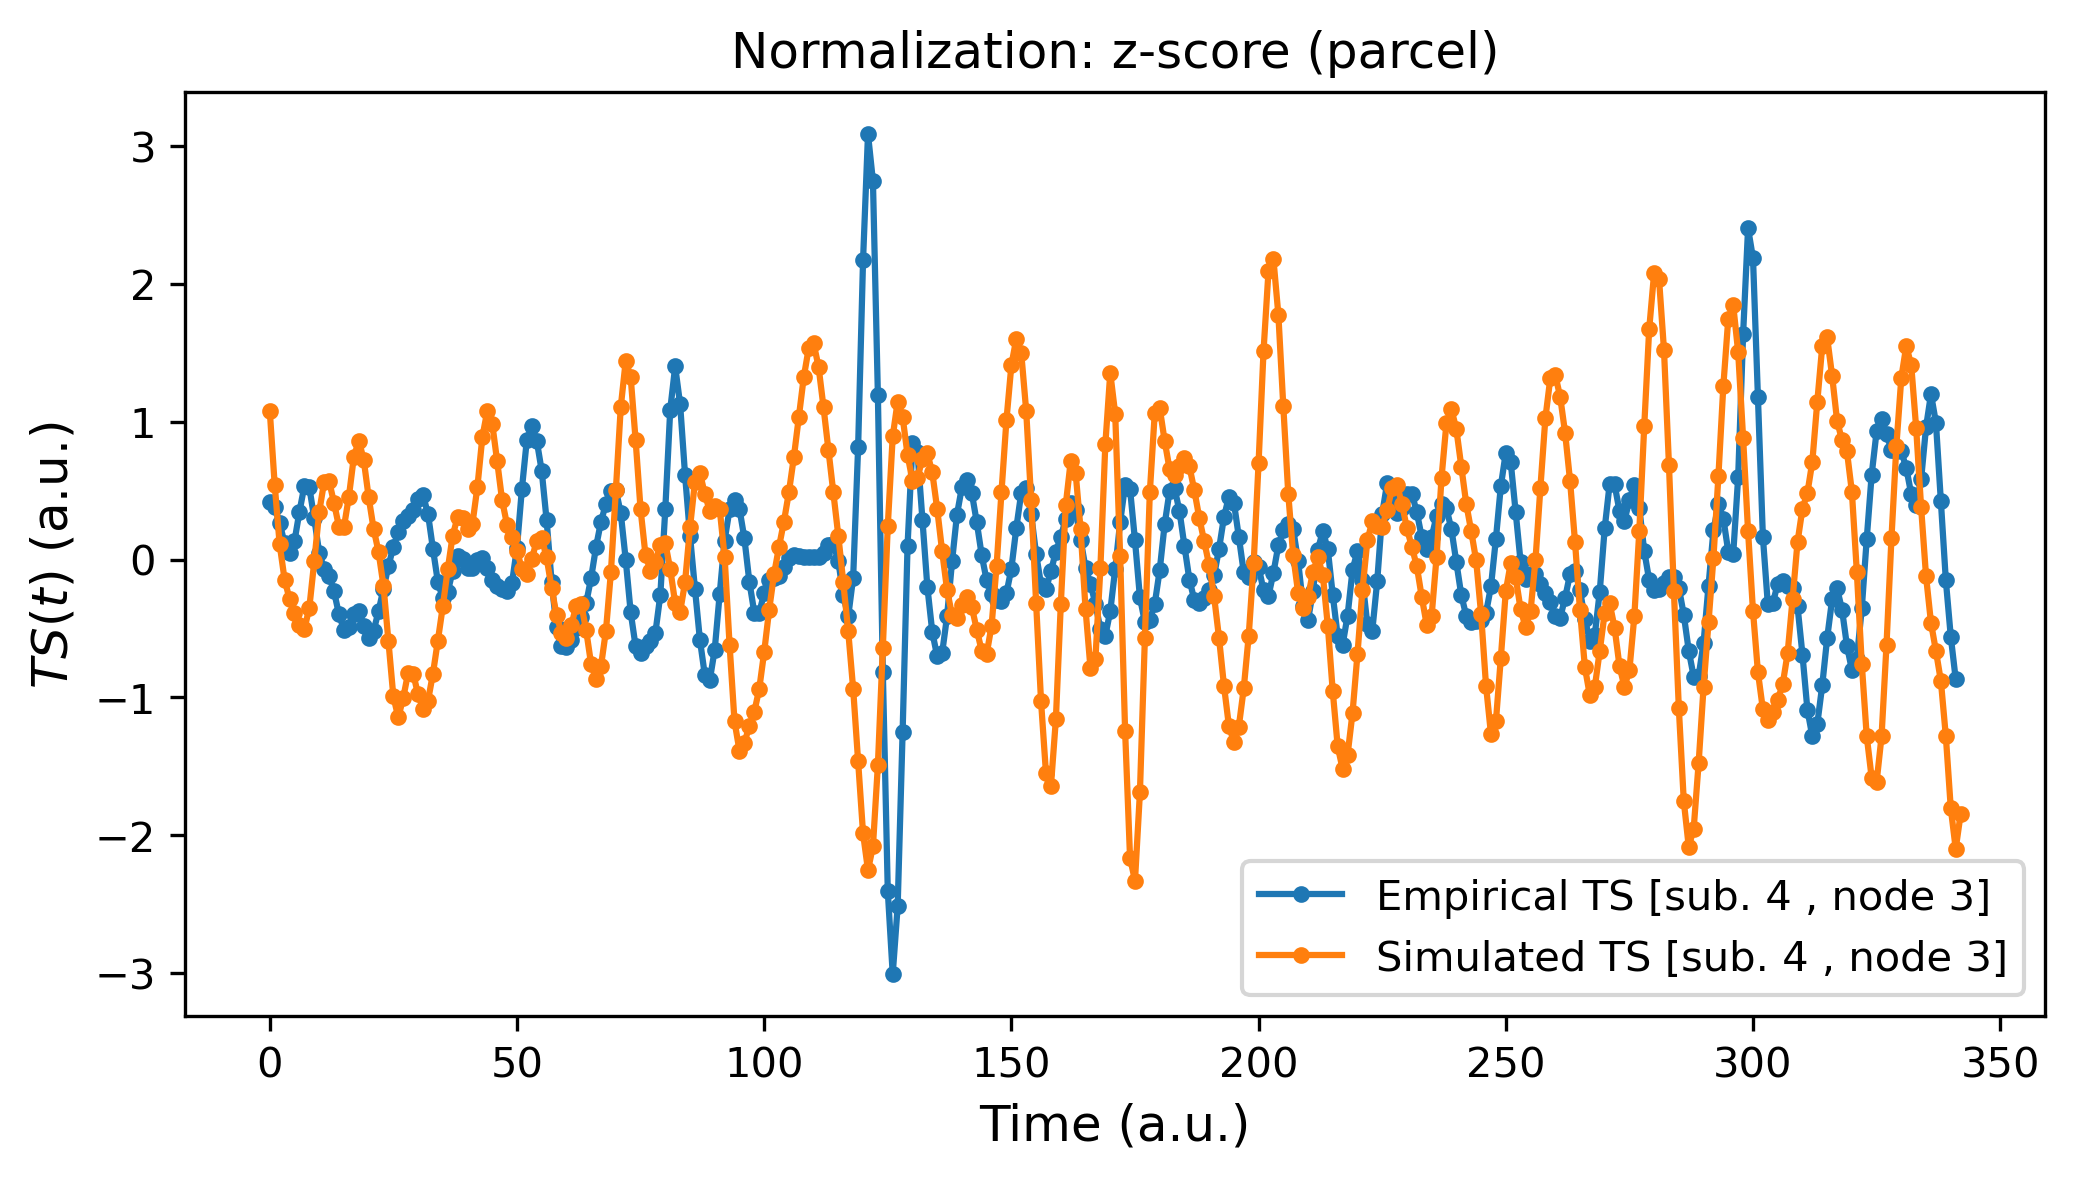 Normalization: z-score (parcel)
3
2
1
0
−1
−2
−3
TS(t) (a.u.)
Empirical TS [sub. 4 , node 3]
Simulated TS [sub. 4 , node 3]
0 50 100 150 200 250 300 350
Time (a.u.)